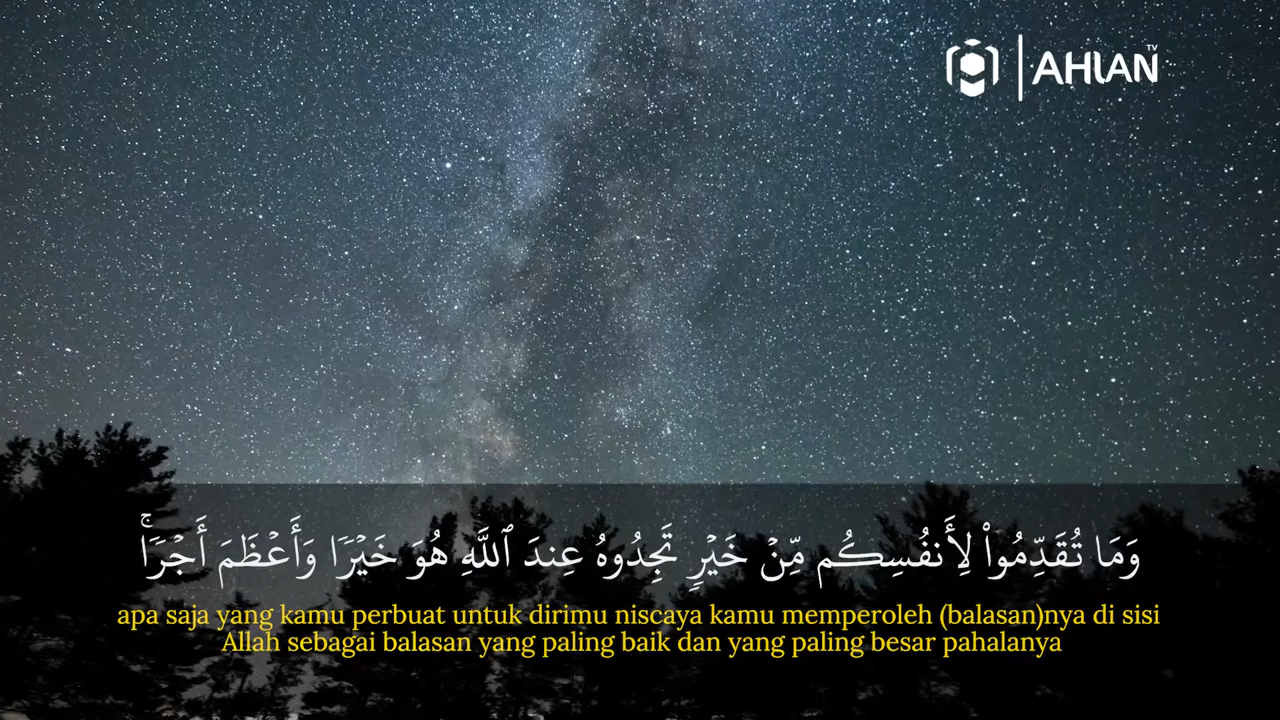 AHLAN TV
وَمَا تُقَدِّمُوا۟ لِأَنفُسِكُم مِّنْ خَيْرٍ تَجِدُوهُ عِندَ ٱللَّهِ هُوَ خَيْرًا وَأَعْظَمَ أَجْرًا ۚ
apa saja yang kamu perbuat untuk dirimu niscaya kamu memperoleh (balasan)nya di sisi
Allah sebagai balasan yang paling baik dan yang paling besar pahalanya